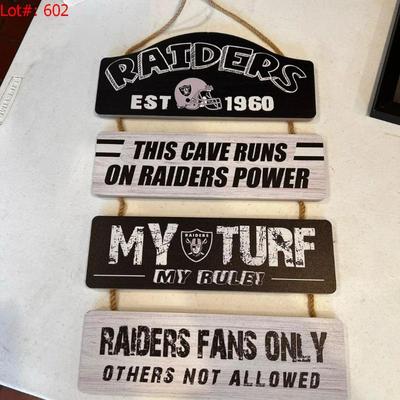 Lot#: 602
RAIDERS
EST 1960
THIS CAVE RUNS
ON RAIDERS POWER
MY RAIDERS TURF
MY RULE!
RAIDERS FANS ONLY
OTHERS NOT ALLOWED